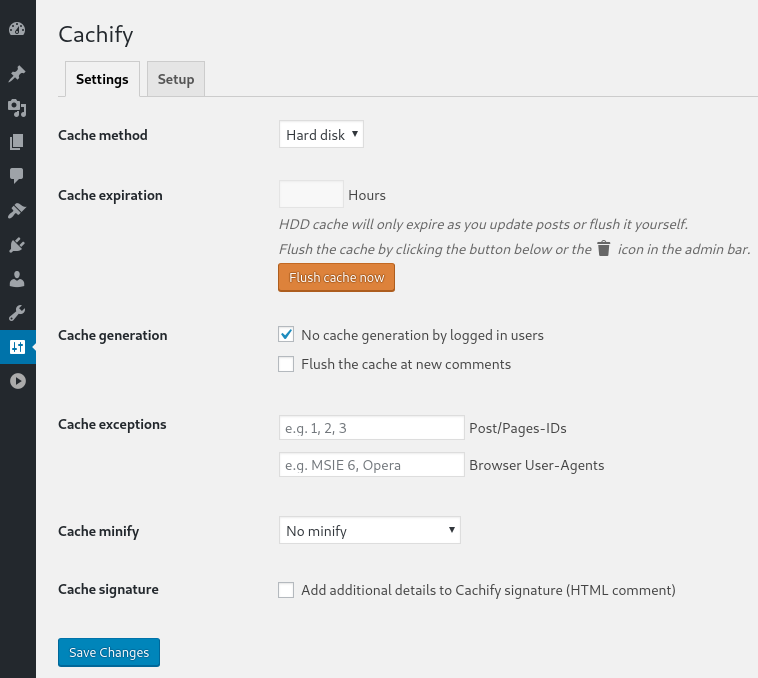 Cachify
Settings Setup
Cache method Hard disk
Cache expiration Hours
HDD cache will only expire as you update posts or flush it yourself.
Flush the cache by clicking the button below or the icon in the admin bar.
Flush cache now
Cache generation No cache generation by logged in users
Flush the cache at new comments
Cache exceptions e.g. 1, 2, 3 Post/Pages-IDs
e.g. MSIE 6, Opera Browser User-Agents
Cache minify No minify
Cache signature Add additional details to Cachify signature (HTML comment)
Save Changes